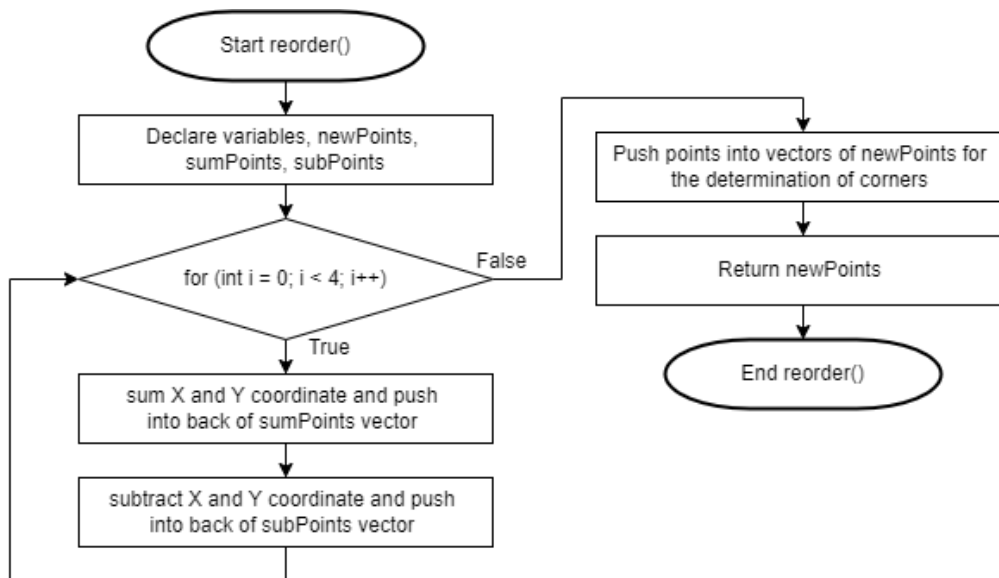 Start reorder()
Declare variables, newPoints,
sumPoints, subPoints
for (int i = 0; i < 4; i++)
False
True
sum X and Y coordinate and push
into back of sumPoints vector
subtract X and Y coordinate and push
into back of subPoints vector
Push points into vectors of newPoints for
the determination of corners
Return newPoints
End reorder()